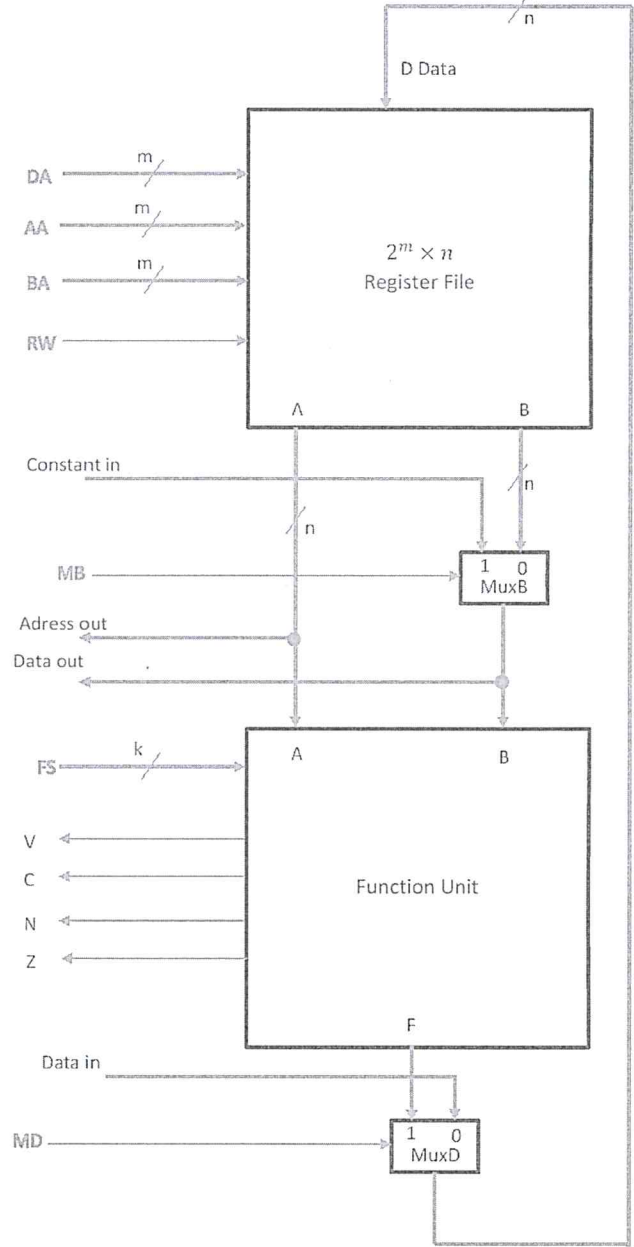 n
D Data
m
DA
m
AA
2^m × n
m
BA
Register File
RW
A B
Constant in
n
n
1 0
MB
MuxB
Adress out
Data out
k
FS
A B
V
C
Function Unit
N
Z
F
Data in
1 0
MD
MuxD